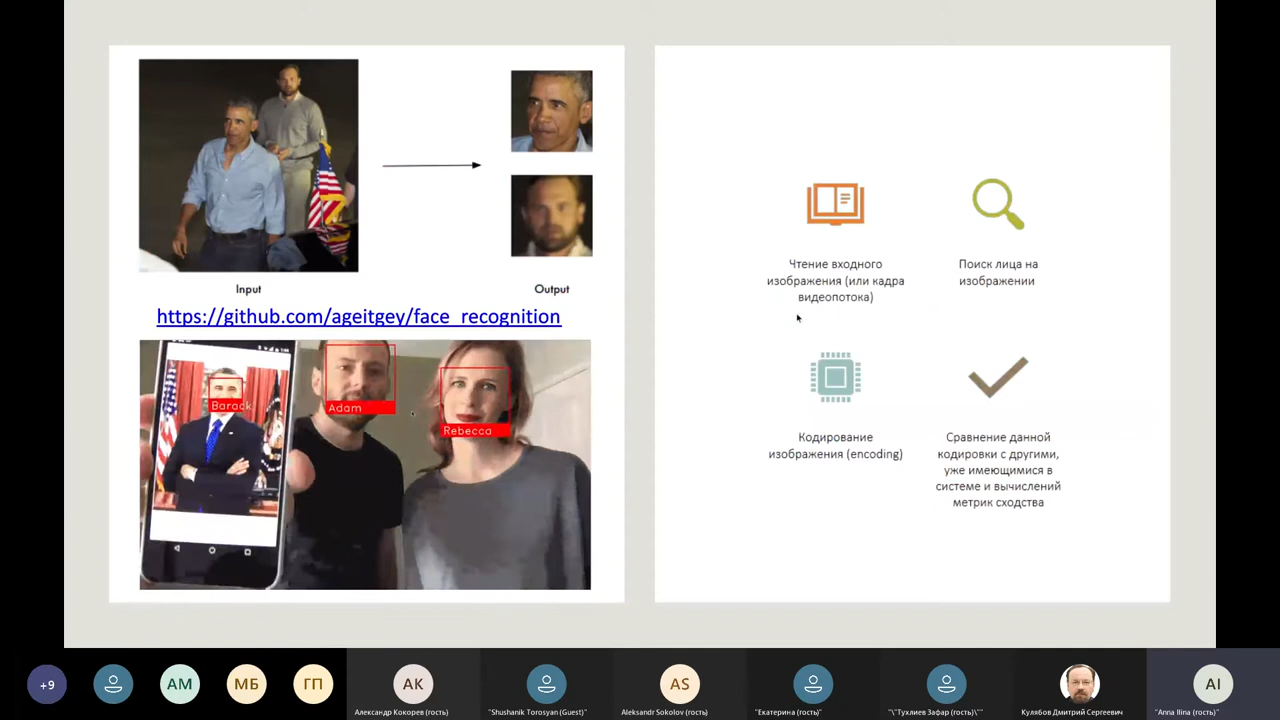 Input
Output
https://github.com/ageitgey/face_recognition
Barack
Adam
Rebecca
Чтение входного
изображения (или кадра
видеопотока)
Поиск лица на
изображении
Кодирование
изображения (encoding)
Сравнение данной
кодировки с другими,
уже имеющимися в
системе и вычислений
метрик сходства
+9
АМ
МБ
ГП
АК
Александр Кокорев (гость)
"Shushanik Torosyan (Guest)"
AS
Aleksandr Sokolov (гость)
"Екатерина (гость)"
"\"Тухлиев Зафар (гость)\""
Кулябов Дмитрий Сергеевич
AI
"Anna Ilina (гость)"